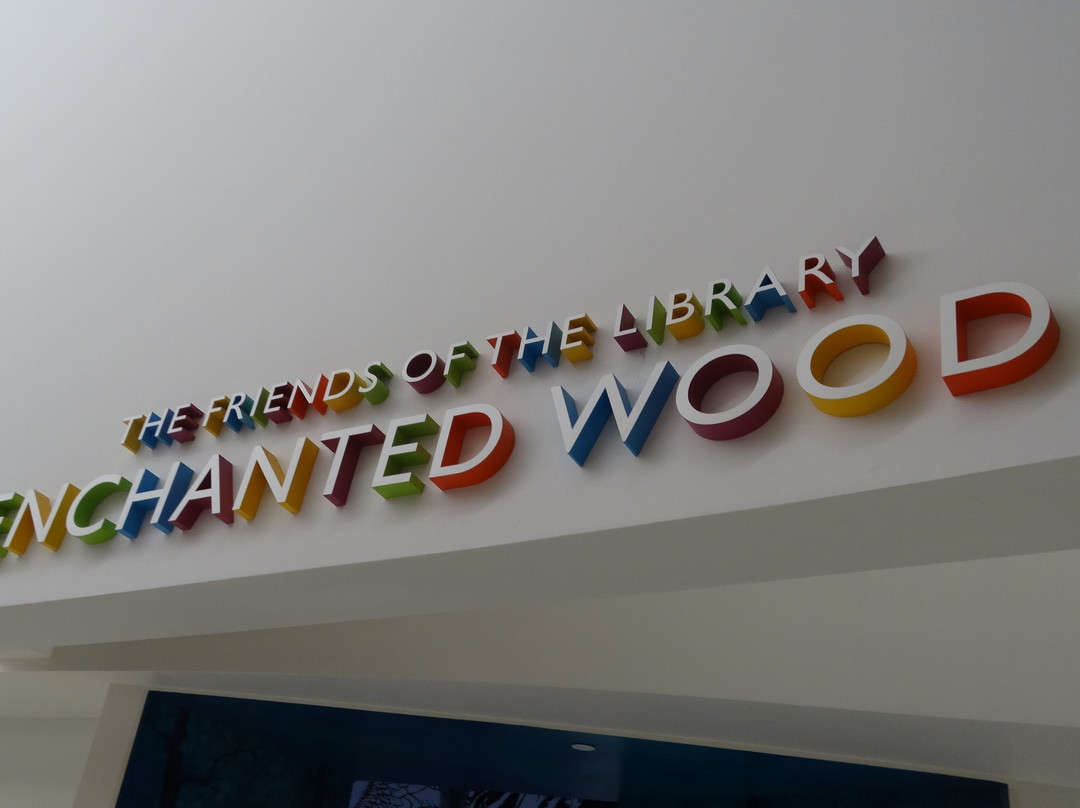 THE FRIENDS OF THE LIBRARY
ENCHANTED WOOD